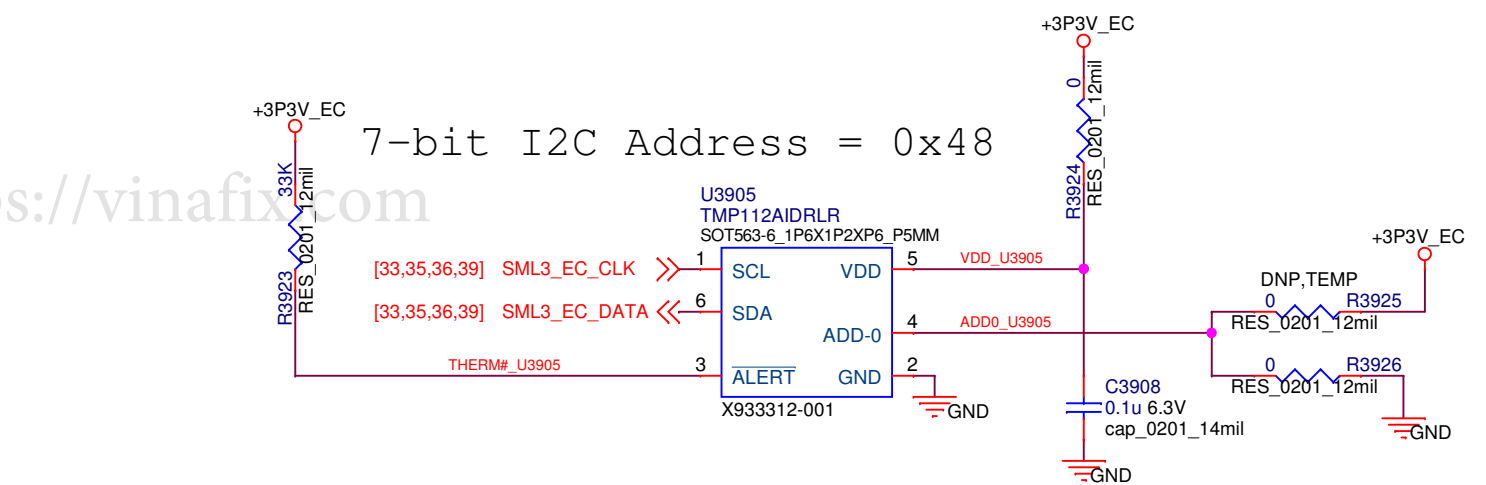 +3P3V_EC
+3P3V_EC
7-bit I2C Address = 0x48
s://vinafix.com
33K
RES_0201_12mil
R3923
0
RES_0201_12mil
R3924
U3905
TMP112AIDRLR
SOT563-6_1P6X1P2XP6_P5MM
[33,35,36,39] SML3_EC_CLK
1
SCL
VDD
5
VDD_U3905
[33,35,36,39] SML3_EC_DATA
6
SDA
ADD-0
4
ADD0_U3905
THERM#_U3905
3
ALERT
GND
2
GND
X933312-001
C3908
0.1u 6.3V
cap_0201_14mil
GND
+3P3V_EC
DNP,TEMP
0
R3925
RES_0201_12mil
0
R3926
RES_0201_12mil
GND